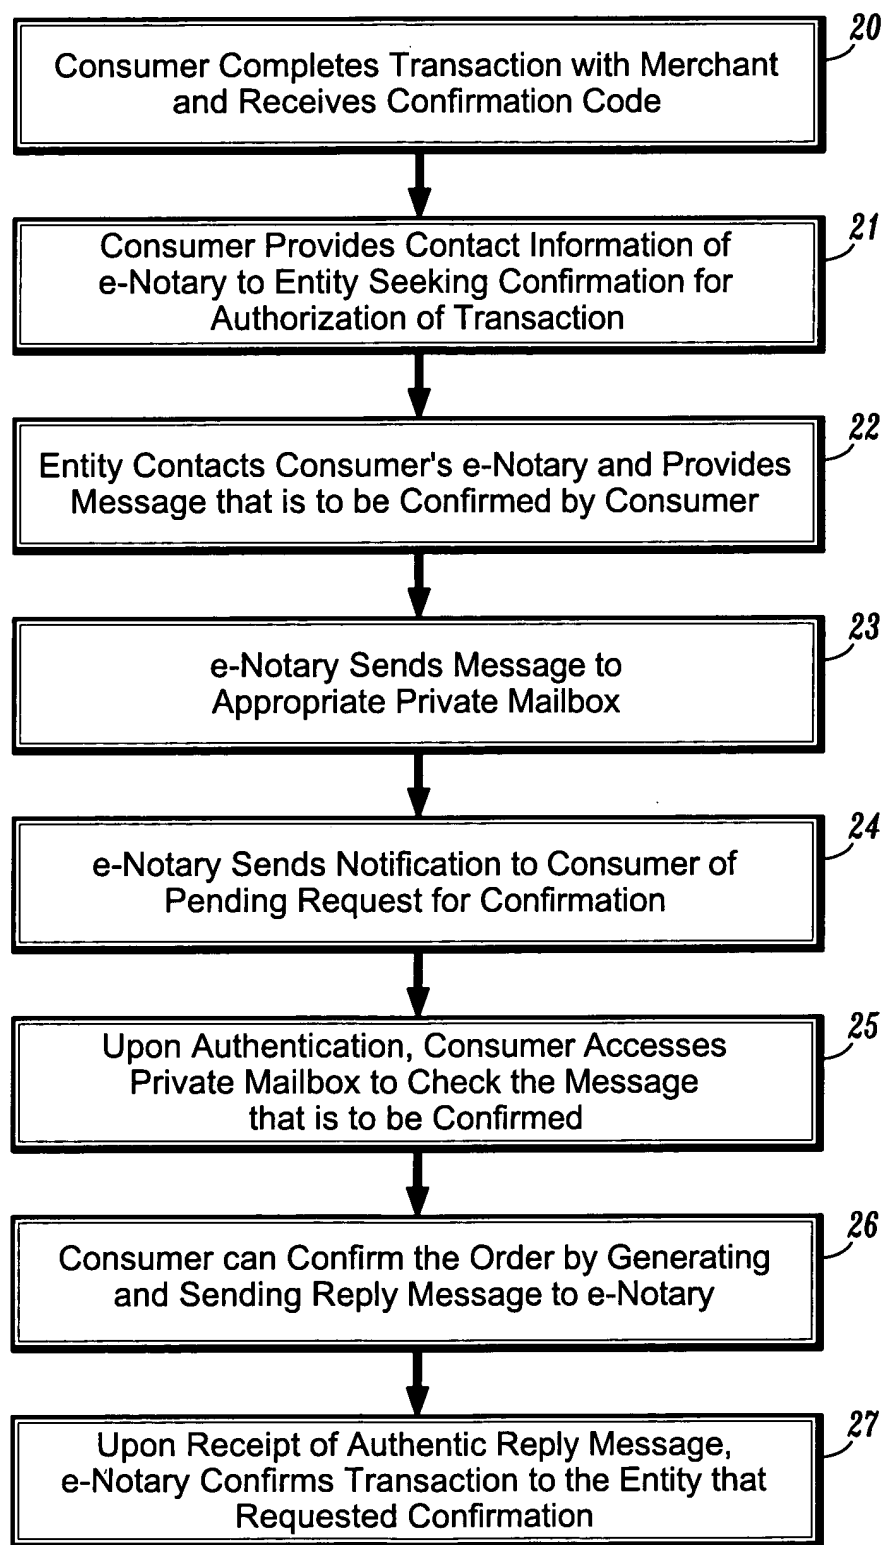 20
Consumer Completes Transaction with Merchant
and Receives Confirmation Code
21
Consumer Provides Contact Information of
e-Notary to Entity Seeking Confirmation for
Authorization of Transaction
22
Entity Contacts Consumer's e-Notary and Provides
Message that is to be Confirmed by Consumer
23
e-Notary Sends Message to
Appropriate Private Mailbox
24
e-Notary Sends Notification to Consumer of
Pending Request for Confirmation
25
Upon Authentication, Consumer Accesses
Private Mailbox to Check the Message
that is to be Confirmed
26
Consumer can Confirm the Order by Generating
and Sending Reply Message to e-Notary
27
Upon Receipt of Authentic Reply Message,
e-Notary Confirms Transaction to the Entity that
Requested Confirmation